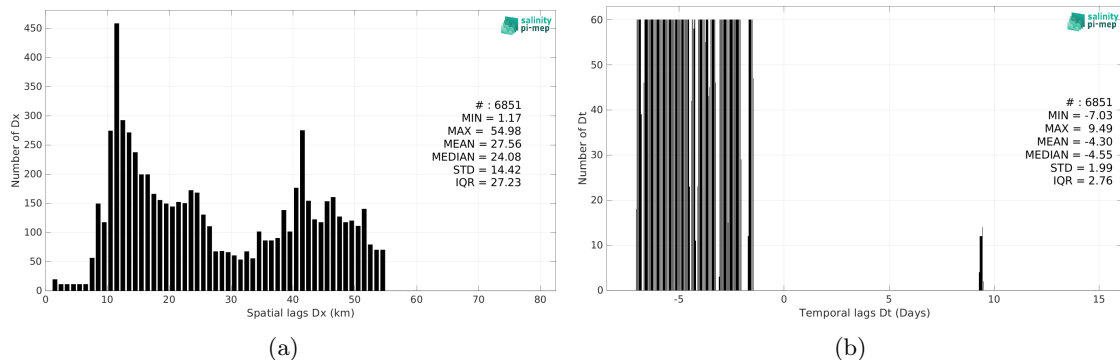 450
400
350
300
250
200
150
100
50
0
Number of Dx
0 10 20 30 40 50 60 70 80
Spatial lags Dx (km)
salinity
pi-mep
# : 6851
MIN = 1.17
MAX = 54.98
MEAN = 27.56
MEDIAN = 24.08
STD = 14.42
IQR = 27.23
(a)
60
50
40
30
20
10
0
Number of Dt
-5 0 5 10 15
Temporal lags Dt (Days)
salinity
pi-mep
# : 6851
MIN = -7.03
MAX = 9.49
MEAN = -4.30
MEDIAN = -4.55
STD = 1.99
IQR = 2.76
(b)